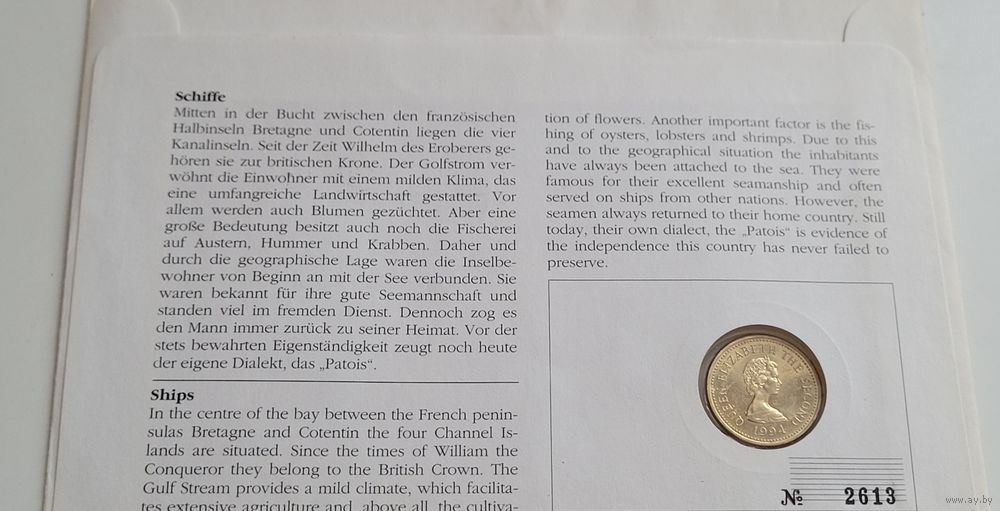 Schiffe
Mitten in der Bucht zwischen den französischen
Halbinseln Bretagne und Cotentin liegen die vier
Kanalinseln. Seit der Zeit Wilhelm des Eroberers ge-
hören sie zur britischen Krone. Der Golfstrom ver-
wöhnt die Einwohner mit einem milden Klima, das
eine umfangreiche Landwirtschaft gestattet. Vor
allem werden auch Blumen gezüchtet. Aber eine
große Bedeutung besitzt auch noch die Fischerei
auf Austern, Hummer und Krabben. Daher und
durch die geographische Lage waren die Inselbe-
wohner von Beginn an mit der See verbunden. Sie
waren bekannt für ihre gute Seemannschaft und
standen viel im fremden Dienst. Dennoch zog es
den Mann immer zurück zu seiner Heimat. Vor der
stets bewahrten Eigenständigkeit zeugt noch heute
der eigene Dialekt, das „Patois“.
Ships
In the centre of the bay between the French penin-
sulas Bretagne and Cotentin the four Channel Is-
lands are situated. Since the times of William the
Conqueror they belong to the British Crown. The
Gulf Stream provides a mild climate, which facilita-
tes extensive agriculture and, above all, the cultiva-
tion of flowers. Another important factor is the fis-
hing of oysters, lobsters and shrimps. Due to this
and to the geographical situation the inhabitants
have always been attached to the sea. They were
famous for their excellent seamanship and often
served on ships from other nations. However, the
seamen always returned to their home country. Still
today, their own dialect, the „Patois“ is evidence of
the independence this country has never failed to
preserve.
QUEEN ELIZABETH THE SECOND
1994
№ 2613
www.ay.by